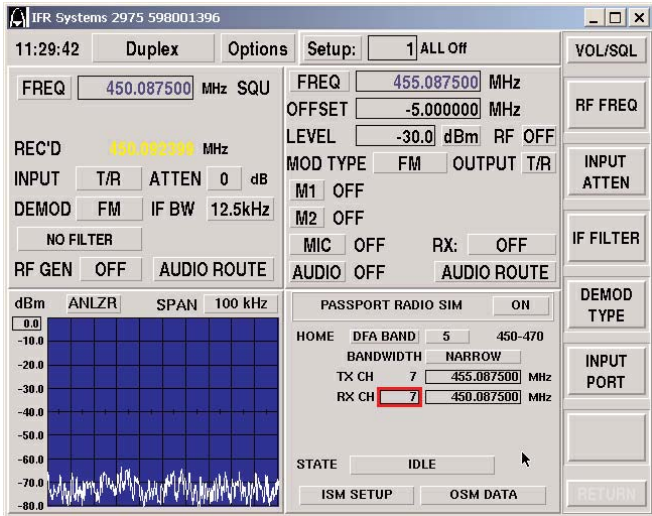 IFR Systems 2975 598001396
11:29:42 Duplex Options Setup: 1 ALL Off
VOL/SQL
FREQ 450.087500 MHz SQU
REC'D MHz
INPUT T/R ATTEN 0 dB
DEMOD FM IF BW 12.5kHz
NO FILTER
RF GEN OFF AUDIO ROUTE
FREQ 455.087500 MHz
OFFSET -5.000000 MHz
LEVEL -30.0 dBm RF OFF
MOD TYPE FM OUTPUT T/R
M1 OFF
M2 OFF
MIC OFF RX: OFF
AUDIO OFF AUDIO ROUTE
dBm ANLZR SPAN 100 kHz
0.0
-10.0
-20.0
-30.0
-40.0
-50.0
-60.0
-70.0
-80.0
PASSPORT RADIO SIM ON
HOME DFA BAND 5 450-470
BANDWIDTH NARROW
TX CH 7 455.087500 MHz
RX CH 7 450.087500 MHz
STATE IDLE
ISM SETUP OSM DATA
RF FREQ
INPUT
ATTEN
IF FILTER
DEMOD
TYPE
INPUT
PORT
RETURN